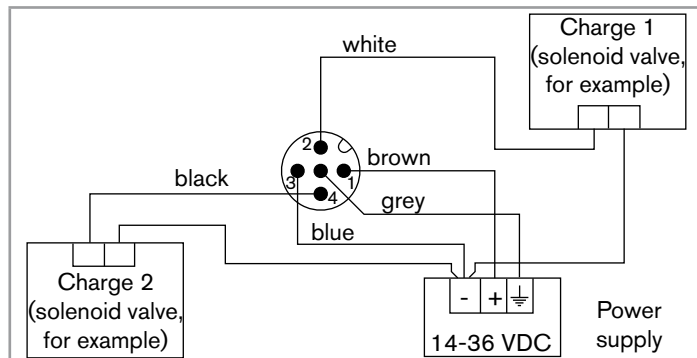 Charge 1
(solenoid valve,
for example)
white
2
brown
3
1
black
4
grey
blue
Charge 2
(solenoid valve,
for example)
- +
14-36 VDC
Power
supply